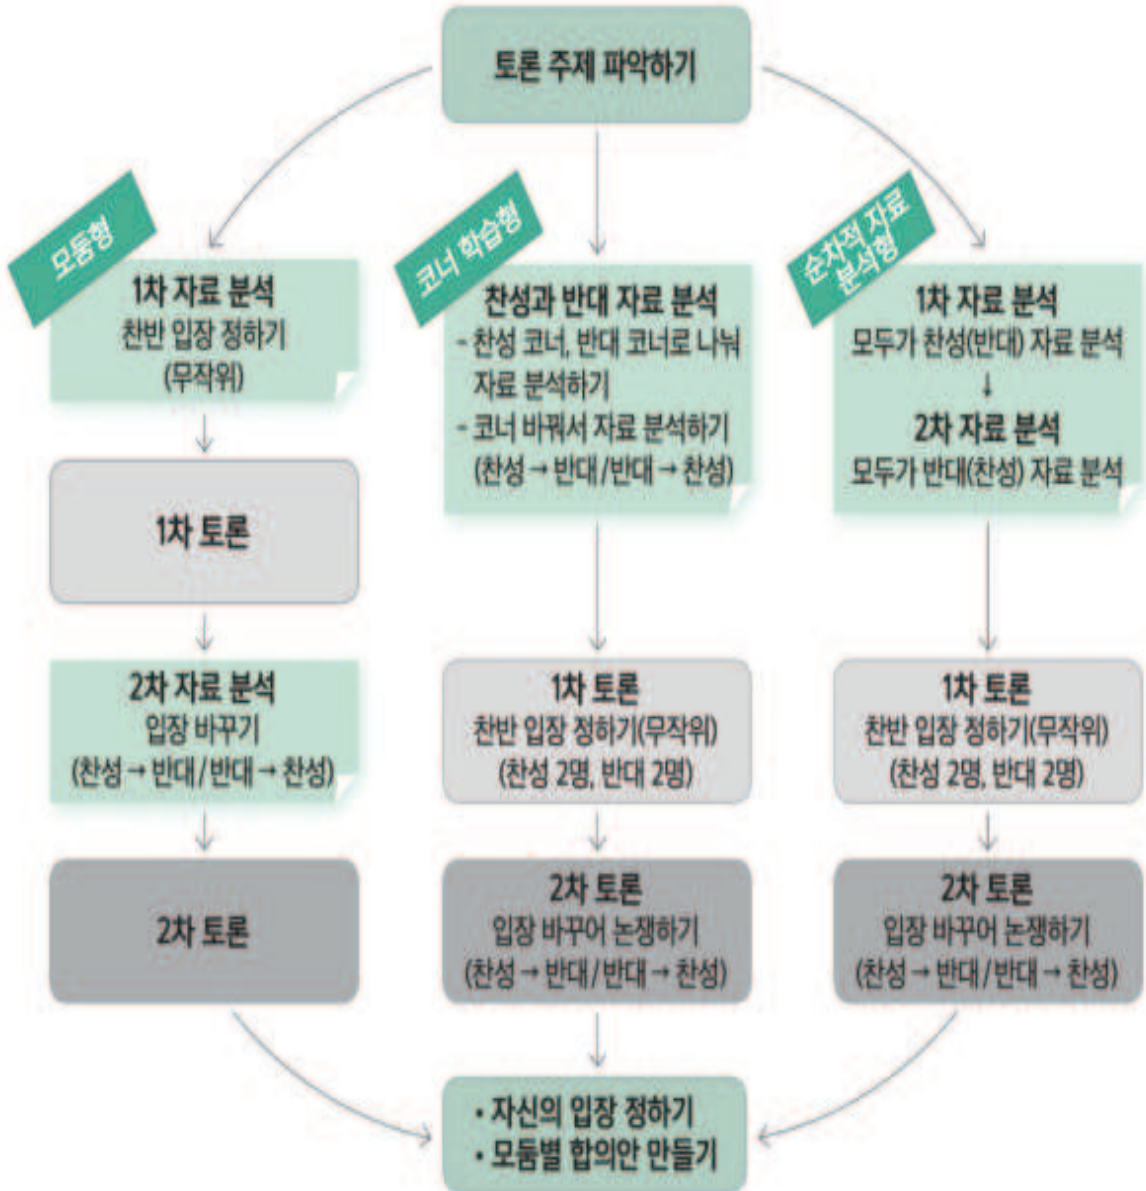 토론 주제 파악하기
모둠형
1차 자료 분석
찬반 입장 정하기
(무작위)
1차 토론
2차 자료 분석
입장 바꾸기
(찬성 → 반대/반대 → 찬성)
2차 토론
코너 학습형
찬성과 반대 자료 분석
- 찬성 코너, 반대 코너로 나눠
자료 분석하기
- 코너 바꿔서 자료 분석하기
(찬성 → 반대/반대 → 찬성)
1차 토론
찬반 입장 정하기(무작위)
(찬성 2명, 반대 2명)
2차 토론
입장 바꾸어 논쟁하기
(찬성 → 반대/반대 → 찬성)
순차적 자료
분석형
1차 자료 분석
모두가 찬성(반대) 자료 분석
↓
2차 자료 분석
모두가 반대(찬성) 자료 분석
1차 토론
찬반 입장 정하기(무작위)
(찬성 2명, 반대 2명)
2차 토론
입장 바꾸어 논쟁하기
(찬성 → 반대/반대 → 찬성)
• 자신의 입장 정하기
• 모둠별 합의안 만들기